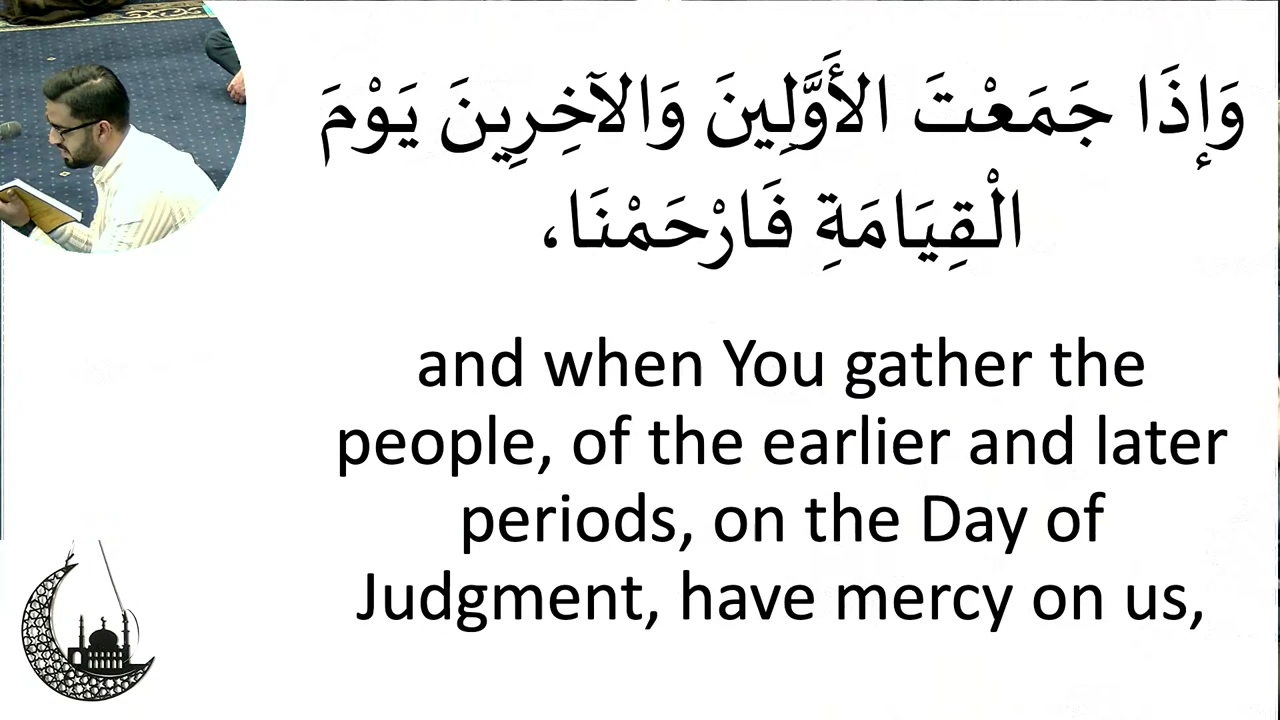 وَإِذَا جَمَعْتَ الأَوَّلِينَ وَالآخِرِينَ يَوْمَ
الْقِيَامَةِ فَارْحَمْنَا،
and when You gather the
people, of the earlier and later
periods, on the Day of
Judgment, have mercy on us,